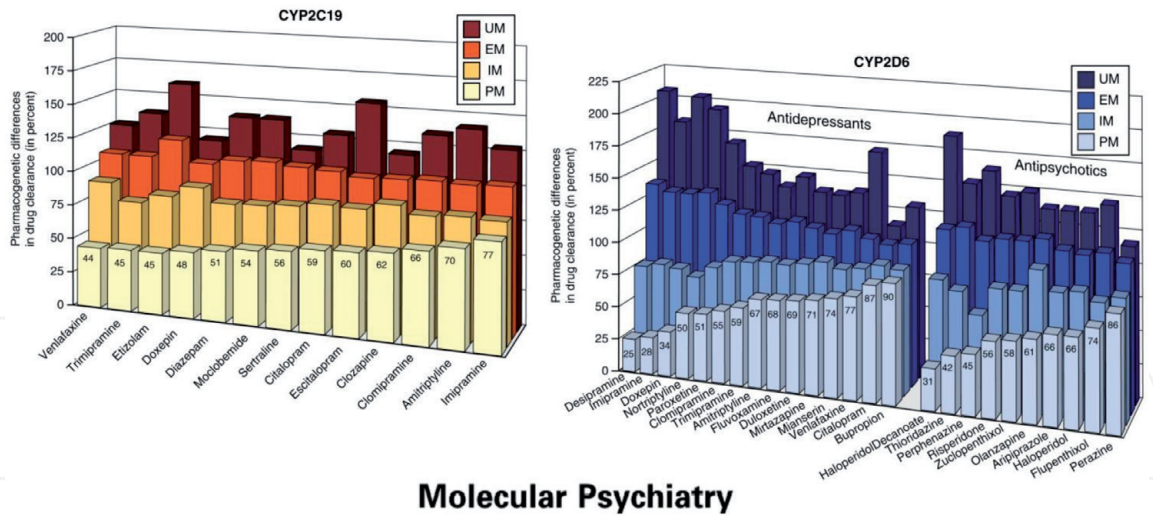 CYP2C19
UM
EM
IM
PM
Pharmacogenetic differences
in drug clearance (in percent)
200
175
150
125
100
75
50
25
0
44
45
45
48
51
54
56
59
60
62
66
70
77
Venlafaxine
Trimipramine
Etizolam
Doxepin
Diazepam
Moclobemide
Sertraline
Citalopram
Escitalopram
Clozapine
Clomipramine
Amitriptyline
Imipramine
CYP2D6
UM
EM
IM
PM
Antidepressants
Antipsychotics
Pharmacogenetic differences
in drug clearance (in percent)
225
200
175
150
125
100
75
50
25
0
25
28
34
50
51
55
59
67
68
69
71
74
77
87
90
31
42
45
56
58
61
66
66
74
86
Desipramine
Imipramine
Doxepin
Nortriptyline
Paroxetine
Clomipramine
Trimipramine
Amitriptyline
Fluvoxamine
Duloxetine
Mirtazapine
Mianserin
Venlafaxine
Citalopram
Bupropion
HaloperidolDecanoate
Thioridazine
Perphenazine
Risperidone
Zuclopenthixol
Olanzapine
Aripiprazole
Haloperidol
Flupenthixol
Perazine
Molecular Psychiatry